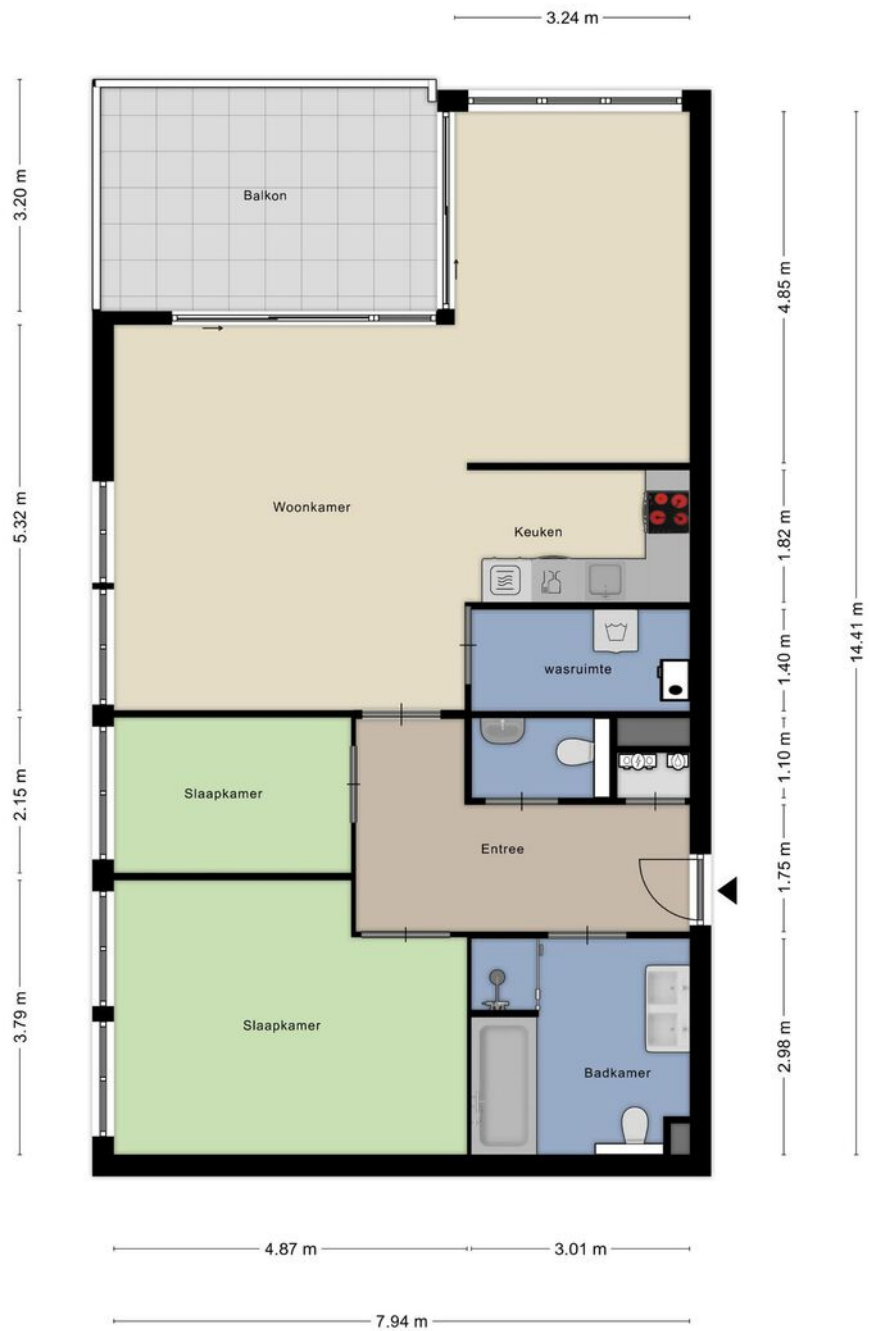 3.24 m
Balkon
3.20 m
4.85 m
Woonkamer
5.32 m
Keuken
1.82 m
14.41 m
wasruimte
1.40 m
1.10 m
Slaapkamer
2.15 m
Entree
1.75 m
Slaapkamer
3.79 m
Badkamer
2.98 m
4.87 m
3.01 m
7.94 m